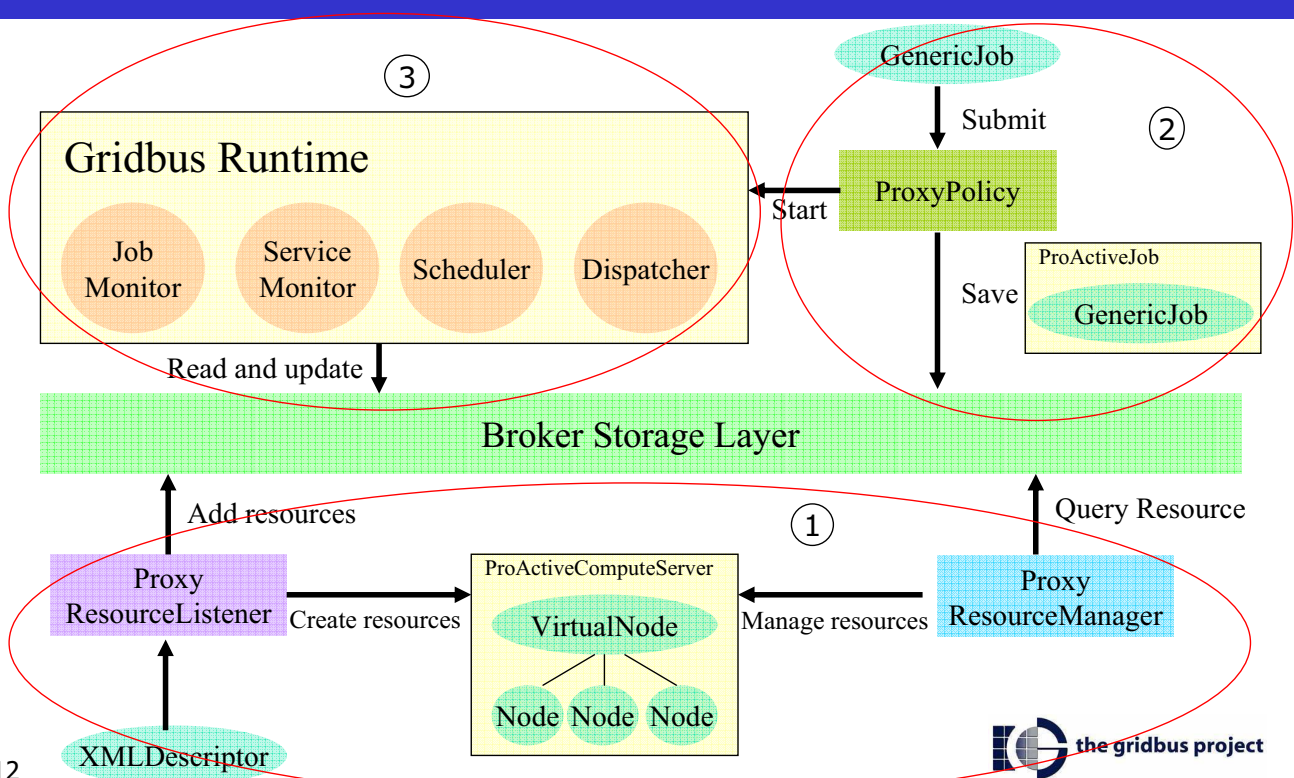 GenericJob
③
Submit
②
Gridbus Runtime
ProxyPolicy
Start
Job
Monitor
Service
Monitor
Scheduler
Dispatcher
ProActiveJob
Save
GenericJob
Read and update
Broker Storage Layer
Add resources
①
Query Resource
Proxy
ResourceListener
Create resources
ProActiveComputeServer
VirtualNode
Node Node Node
Manage resources
Proxy
ResourceManager
XMLDescriptor
the gridbus project
12